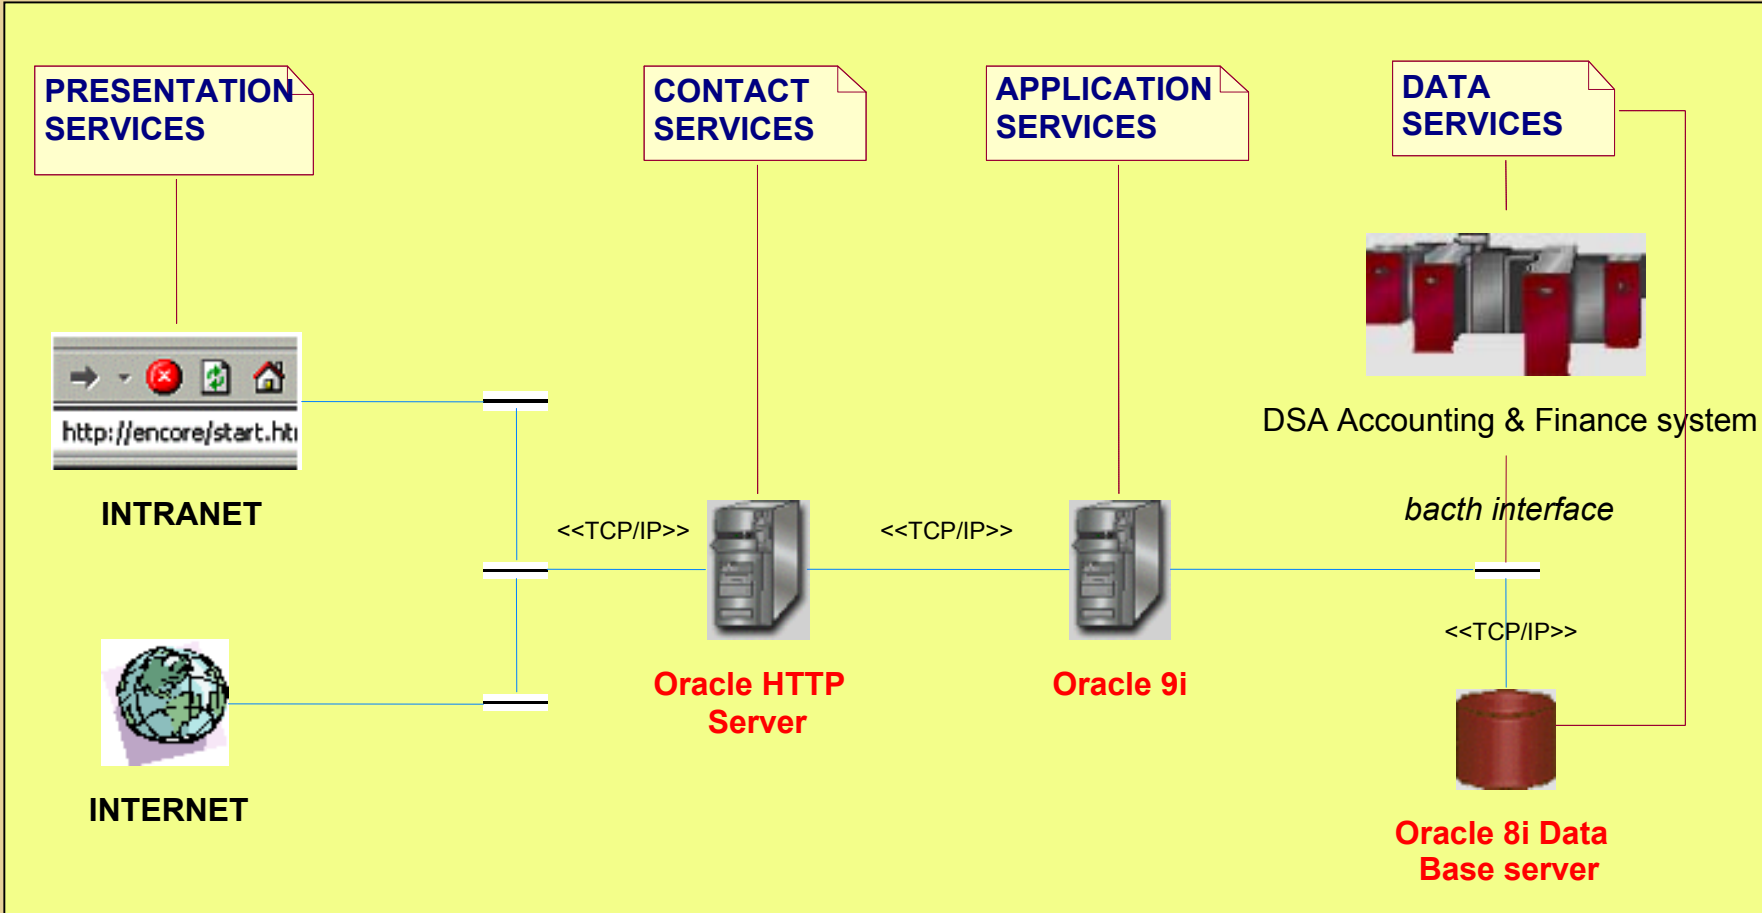 PRESENTATION
SERVICES
CONTACT
SERVICES
APPLICATION
SERVICES
DATA
SERVICES
http://encore/start.htm
INTRANET
DSA Accounting & Finance system
bacth interface
<<TCP/IP>>
<<TCP/IP>>
<<TCP/IP>>
Oracle HTTP
Server
Oracle 9i
INTERNET
Oracle 8i Data
Base server